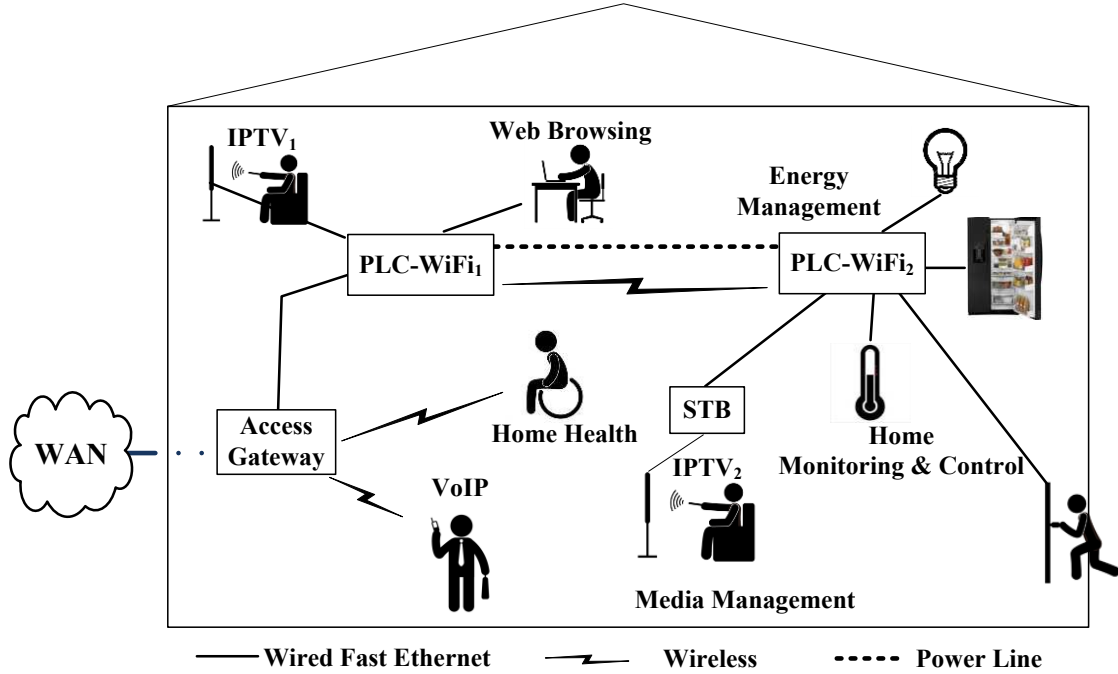 IPTV₁
Web Browsing
Energy
Management
PLC-WiFi₁
PLC-WiFi₂
Access
Gateway
WAN
Home Health
STB
Home
Monitoring & Control
VoIP
IPTV₂
Media Management
Wired Fast Ethernet
Wireless
Power Line